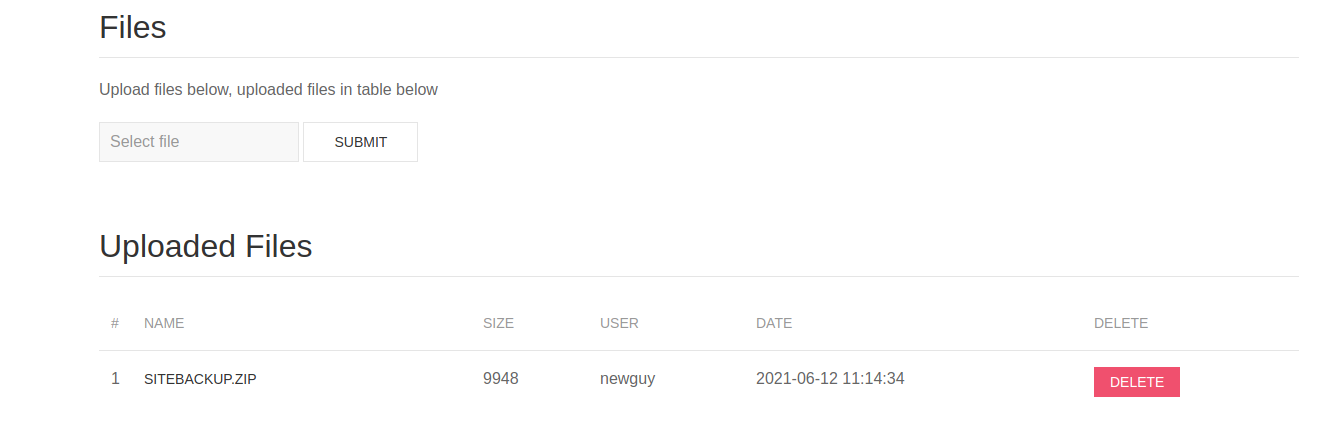 Files
Upload files below, uploaded files in table below
Select file SUBMIT
Uploaded Files
# NAME SIZE USER DATE DELETE
1 SITEBACKUP.ZIP 9948 newguy 2021-06-12 11:14:34 DELETE